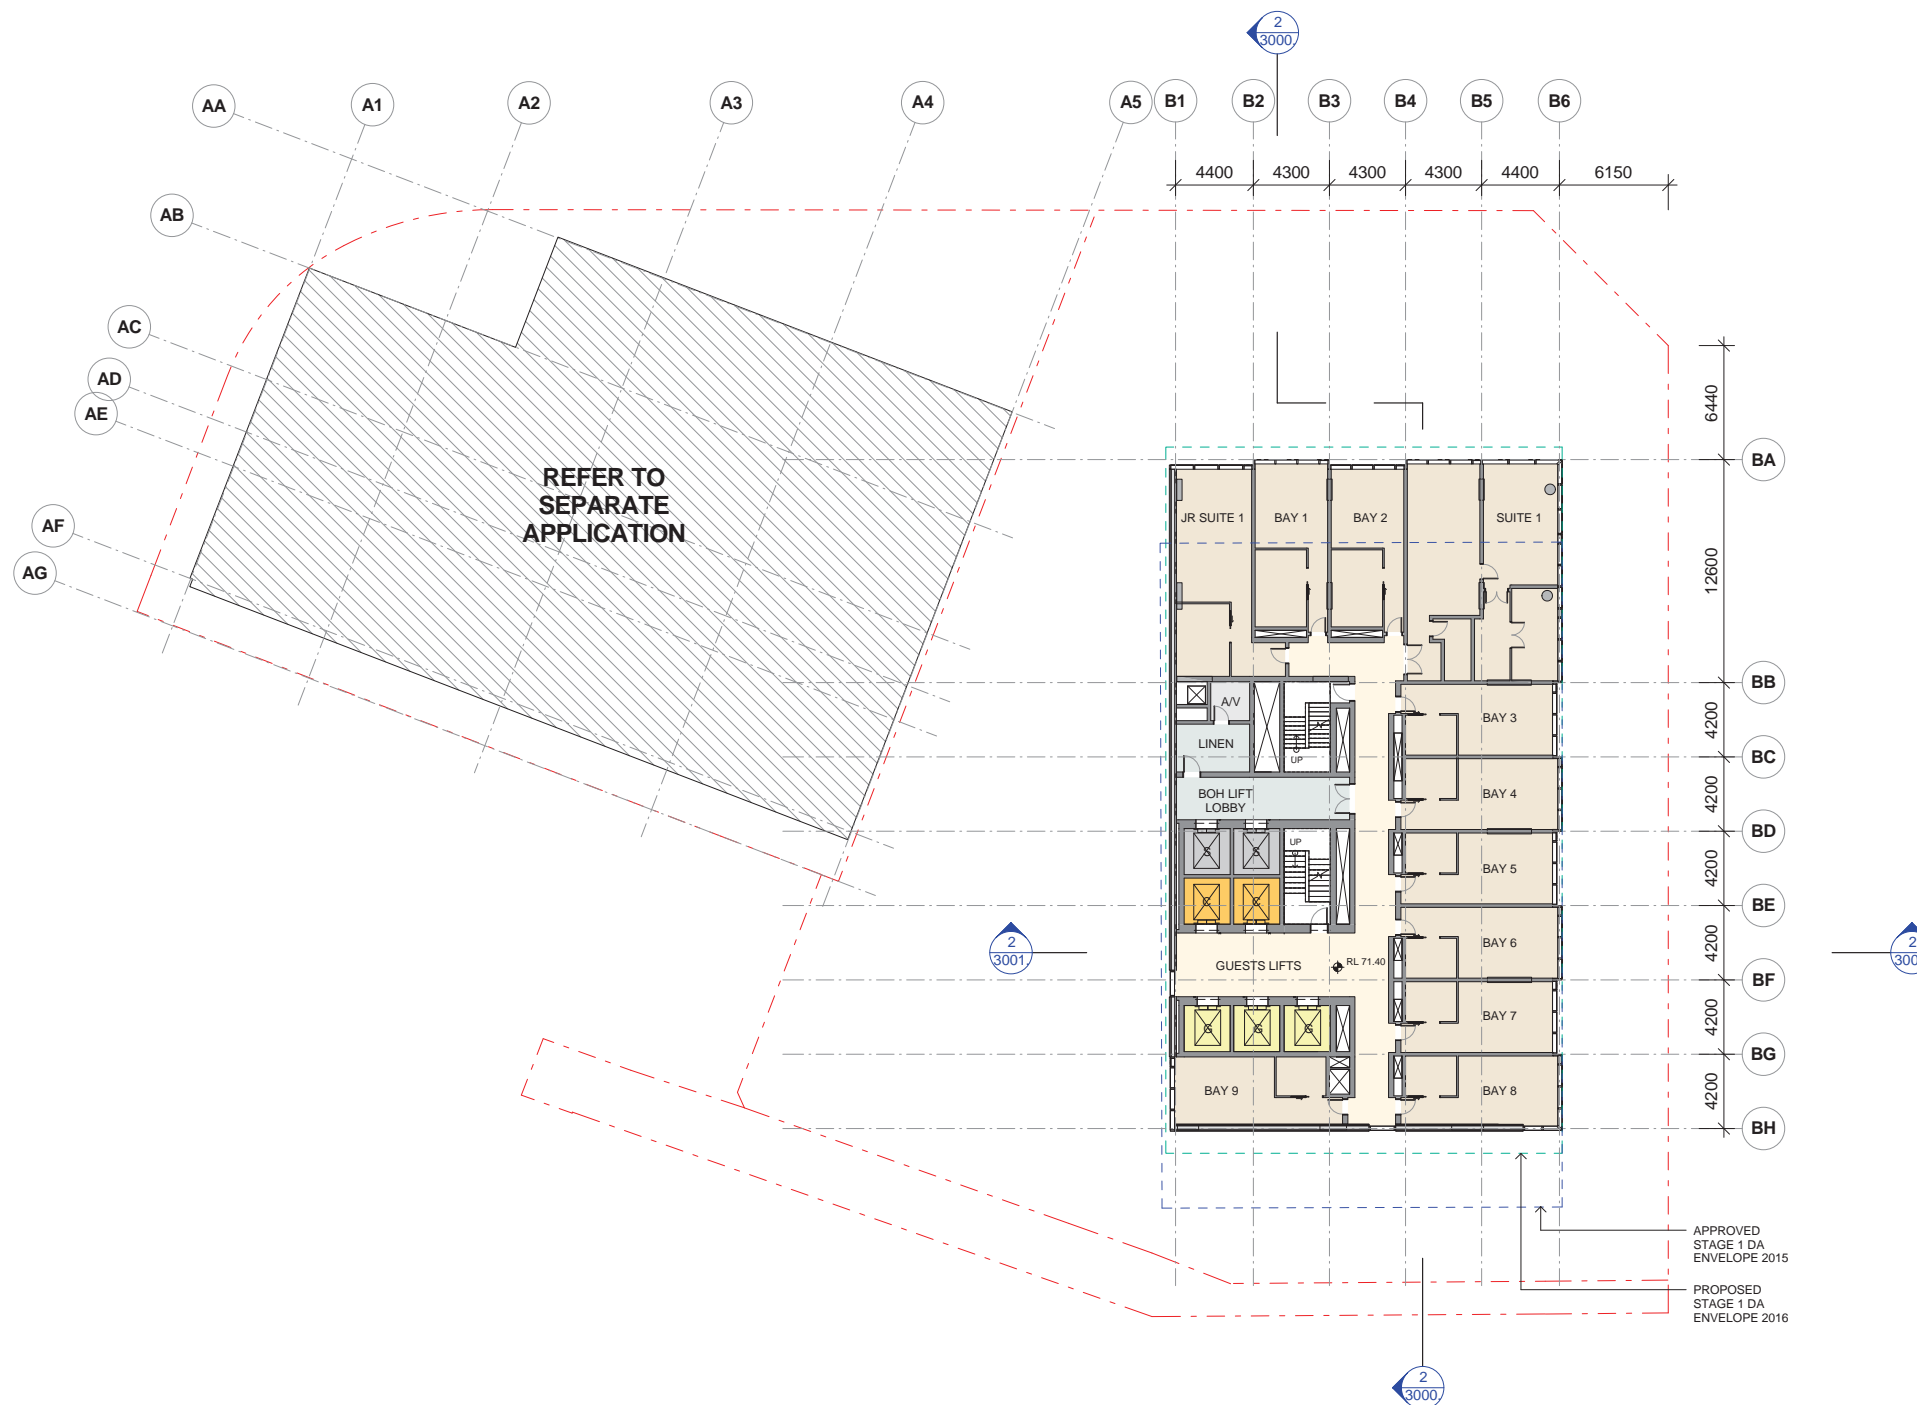 2
3000.
AA
A1
A2
A3
A4
A5
B1
B2
B3
B4
B5
B6
4400
4300
4300
4300
4400
6150
AB
AC
AD
AE
AF
AG
REFER TO
SEPARATE
APPLICATION
6440
12600
4200
4200
4200
4200
4200
4200
BA
BB
BC
BD
BE
BF
BG
BH
JR SUITE 1
BAY 1
BAY 2
SUITE 1
A/V
LINEN
UP
BAY 3
BOH LIFT
LOBBY
BAY 4
S
S
UP
BAY 5
C
C
BAY 6
GUESTS LIFTS
RL 71.40
G
G
G
BAY 7
BAY 9
BAY 8
2
3001.
2
300
APPROVED
STAGE 1 DA
ENVELOPE 2015
PROPOSED
STAGE 1 DA
ENVELOPE 2016
2
3000.